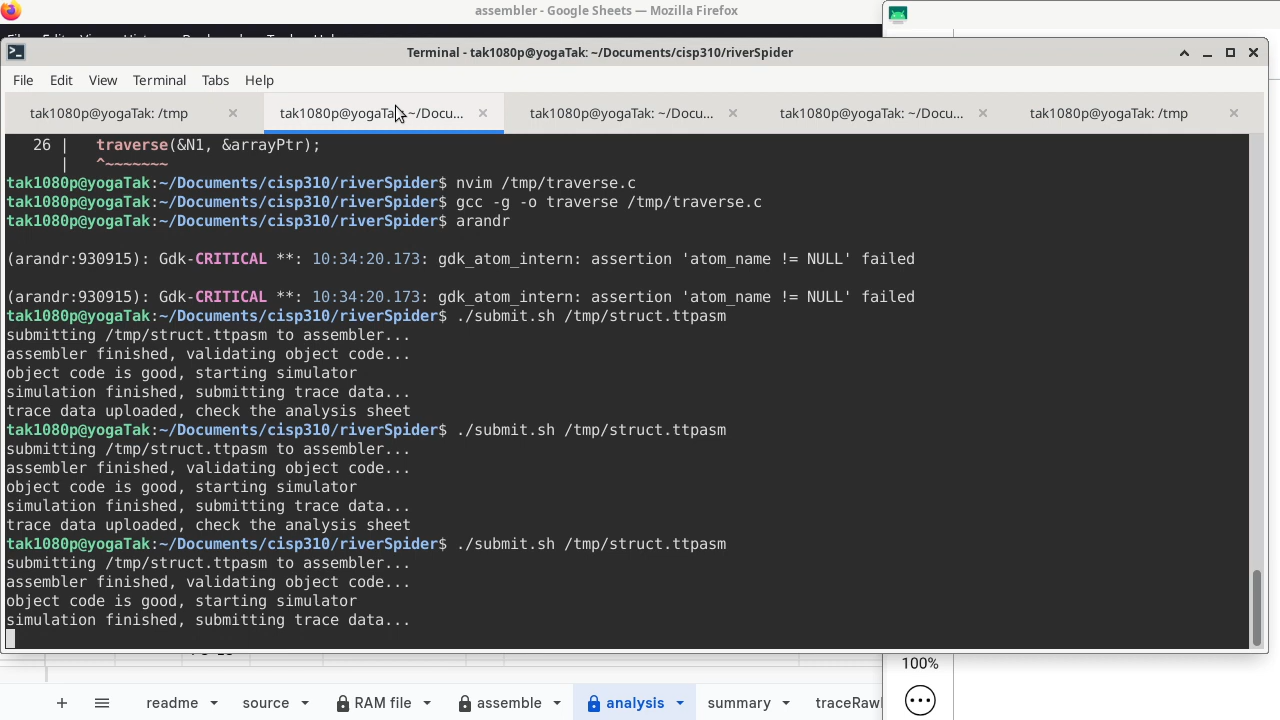 assembler - Google Sheets — Mozilla Firefox
Terminal - tak1080p@yogaTak: ~/Documents/cisp310/riverSpider
File Edit View Terminal Tabs Help
tak1080p@yogaTak: /tmp
tak1080p@yogaTak: ~/Docu...
tak1080p@yogaTak: ~/Docu...
tak1080p@yogaTak: ~/Docu...
tak1080p@yogaTak: /tmp
26 | traverse(&N1, &arrayPtr);
| ^~~~~~~~
tak1080p@yogaTak:~/Documents/cisp310/riverSpider$ nvim /tmp/traverse.c
tak1080p@yogaTak:~/Documents/cisp310/riverSpider$ gcc -g -o traverse /tmp/traverse.c
tak1080p@yogaTak:~/Documents/cisp310/riverSpider$ arandr
(arandr:930915): Gdk-CRITICAL **: 10:34:20.173: gdk_atom_intern: assertion 'atom_name != NULL' failed
(arandr:930915): Gdk-CRITICAL **: 10:34:20.173: gdk_atom_intern: assertion 'atom_name != NULL' failed
tak1080p@yogaTak:~/Documents/cisp310/riverSpider$ ./submit.sh /tmp/struct.ttpasm
submitting /tmp/struct.ttpasm to assembler...
assembler finished, validating object code...
object code is good, starting simulator
simulation finished, submitting trace data...
trace data uploaded, check the analysis sheet
tak1080p@yogaTak:~/Documents/cisp310/riverSpider$ ./submit.sh /tmp/struct.ttpasm
submitting /tmp/struct.ttpasm to assembler...
assembler finished, validating object code...
object code is good, starting simulator
simulation finished, submitting trace data...
trace data uploaded, check the analysis sheet
tak1080p@yogaTak:~/Documents/cisp310/riverSpider$ ./submit.sh /tmp/struct.ttpasm
submitting /tmp/struct.ttpasm to assembler...
assembler finished, validating object code...
object code is good, starting simulator
simulation finished, submitting trace data...
100%
readme source RAM file assemble analysis summary traceRaw